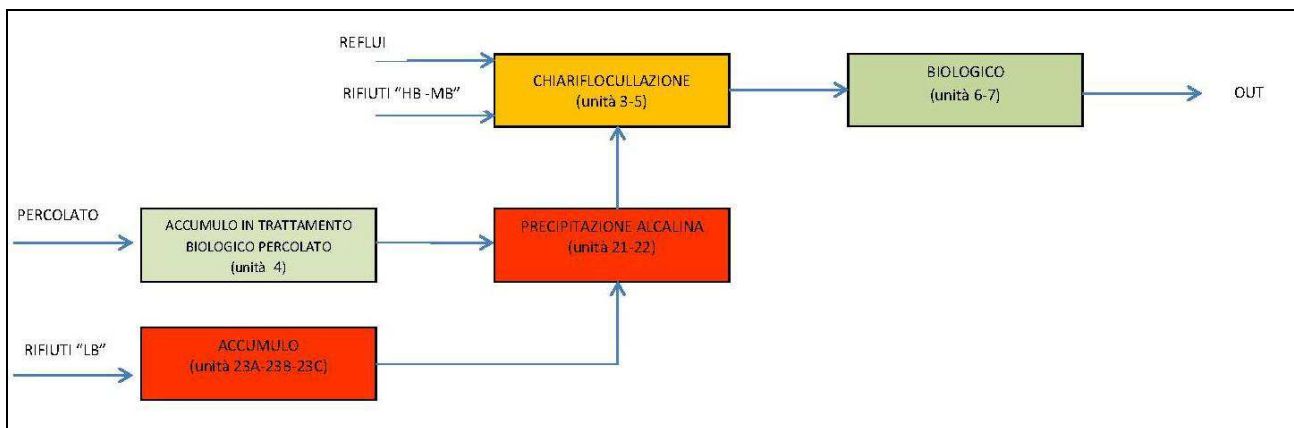 REFLUI
RIFIUTI "HB -MB"
CHIARIFLOCULLAZIONE
(unità 3-5)
BIOLOGICO
(unità 6-7)
OUT
PERCOLATO
ACCUMULO IN TRATTAMENTO
BIOLOGICO PERCOLATO
(unità 4)
PRECIPITAZIONE ALCALINA
(unità 21-22)
RIFIUTI "LB"
ACCUMULO
(unità 23A-23B-23C)